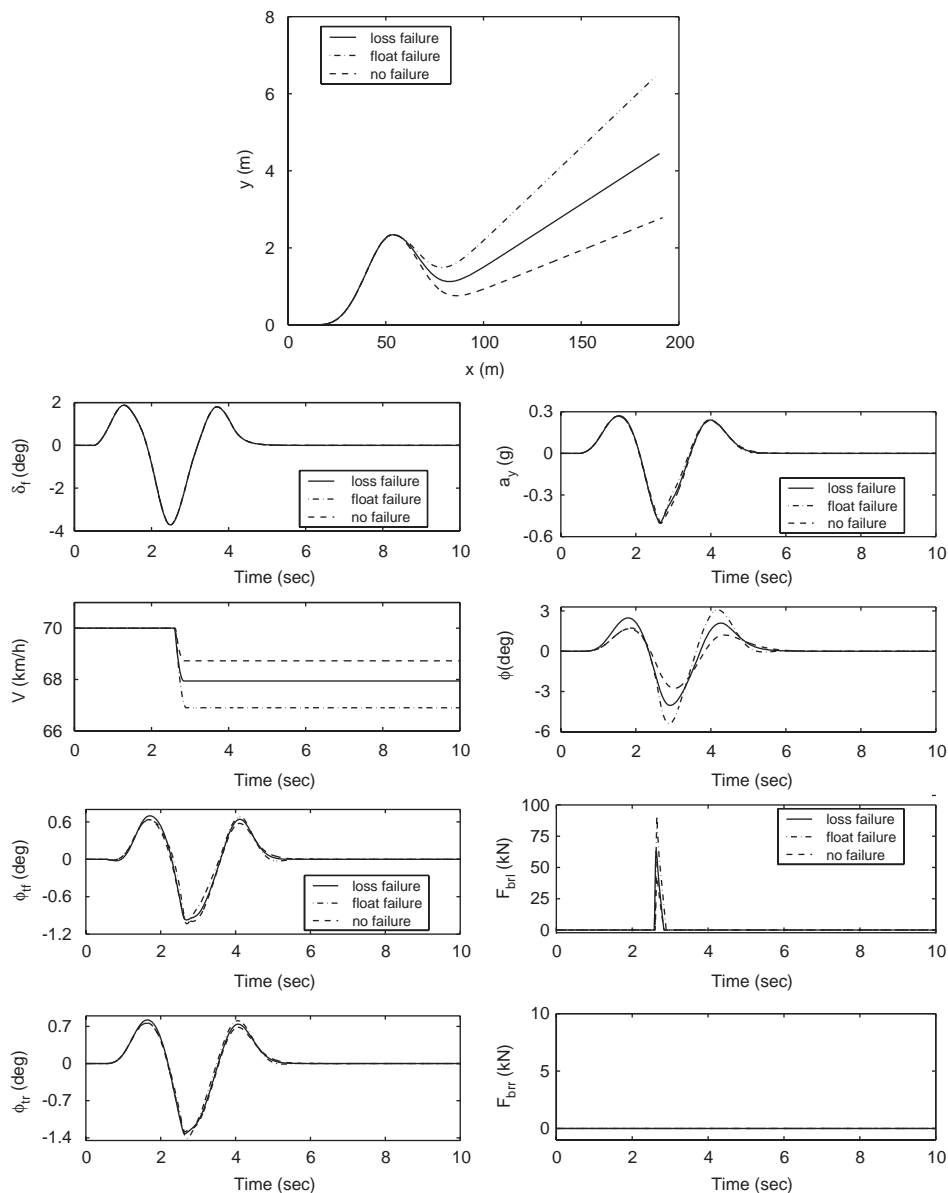 8
6
4
2
0
y (m)
loss failure
float failure
no failure
0 50 100 150 200
x (m)
2
0
-2
-4
δf (deg)
loss failure
float failure
no failure
0 2 4 6 8 10
Time (sec)
0.3
0
-0.3
-0.6
ay (g)
loss failure
float failure
no failure
0 2 4 6 8 10
Time (sec)
70
68
66
V (km/h)
0 2 4 6 8 10
Time (sec)
3
0
-3
-6
ϕ(deg)
0 2 4 6 8 10
Time (sec)
0.6
0
-0.6
-1.2
ϕtf (deg)
loss failure
float failure
no failure
0 2 4 6 8 10
Time (sec)
100
75
50
25
0
Fbrl (kN)
loss failure
float failure
no failure
0 2 4 6 8 10
Time (sec)
0.7
0
-0.7
-1.4
ϕtr (deg)
0 2 4 6 8 10
Time (sec)
10
5
0
Fbrr (kN)
0 2 4 6 8 10
Time (sec)